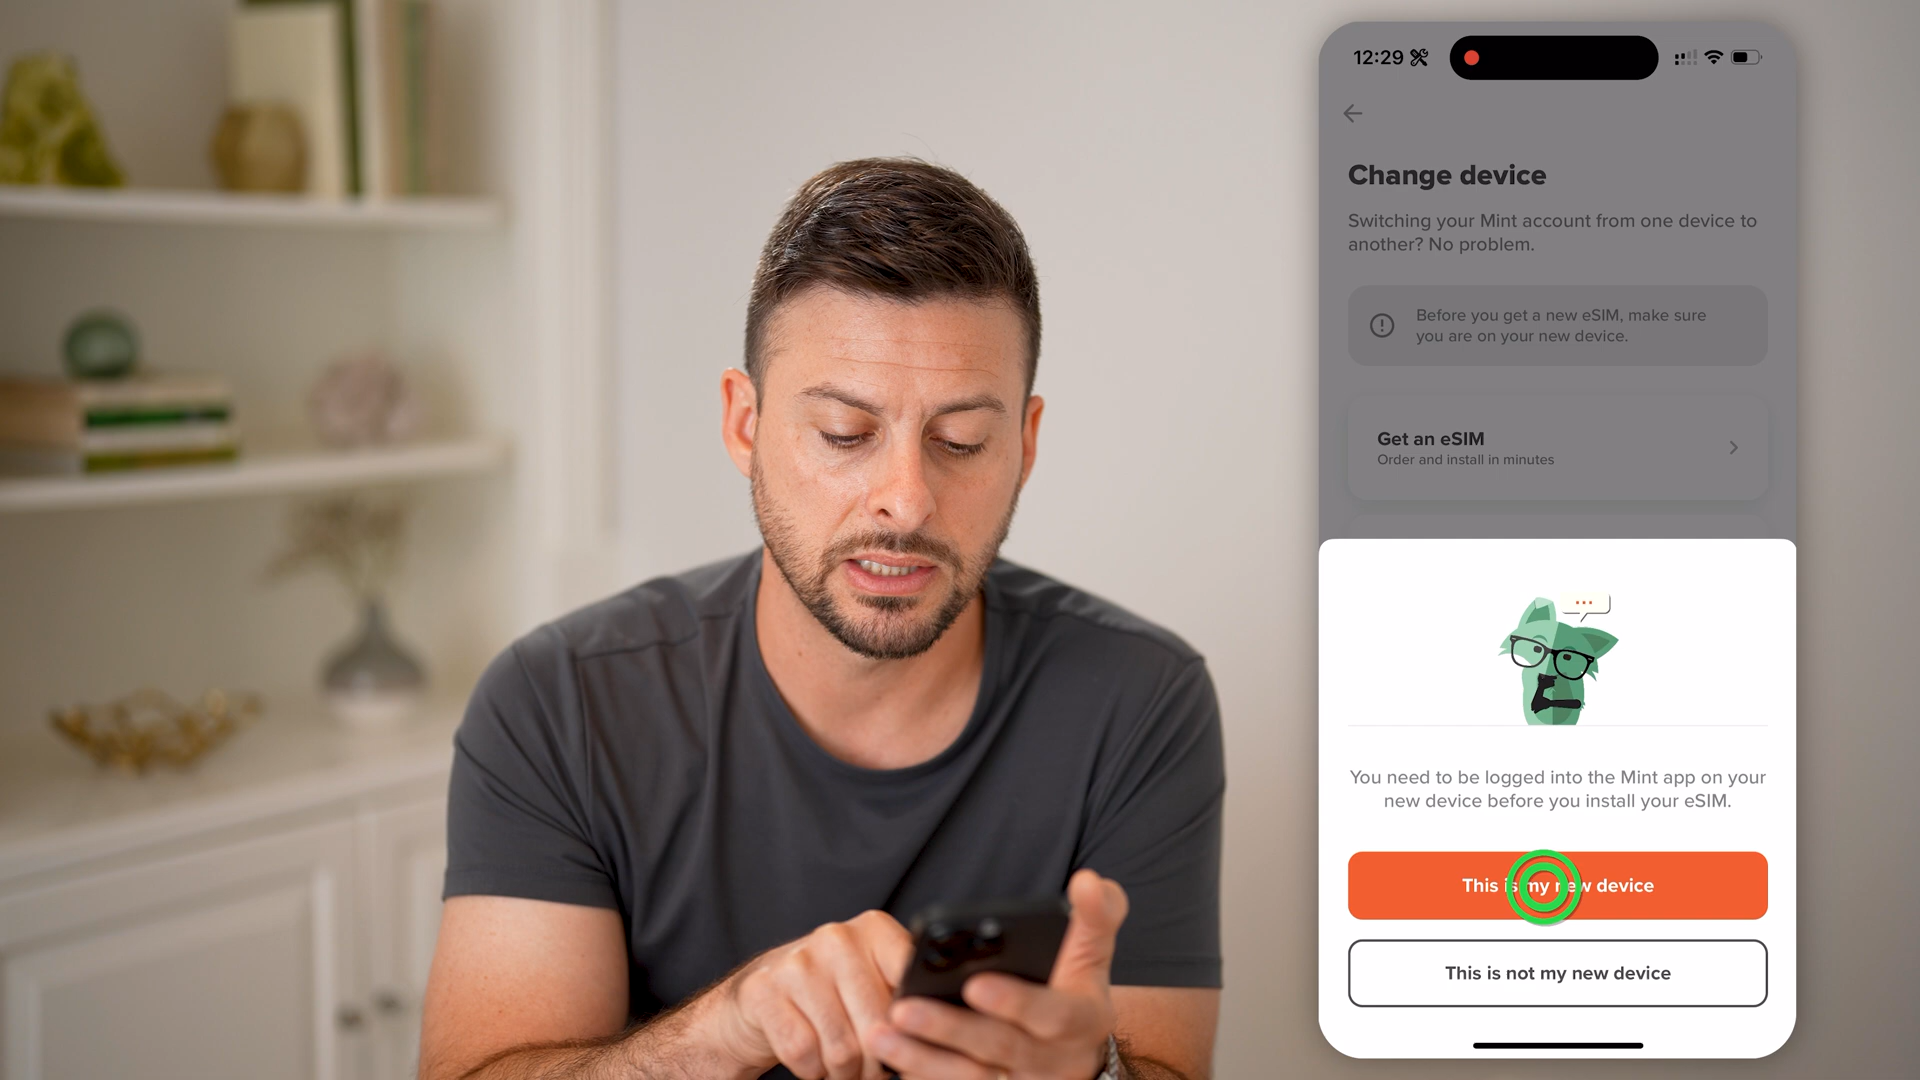 12:29
Change device
Switching your Mint account from one device to
another? No problem.
Before you get a new eSIM, make sure
you are on your new device.
Get an eSIM
Order and install in minutes
You need to be logged into the Mint app on your
new device before you install your eSIM.
This is my new device
This is not my new device